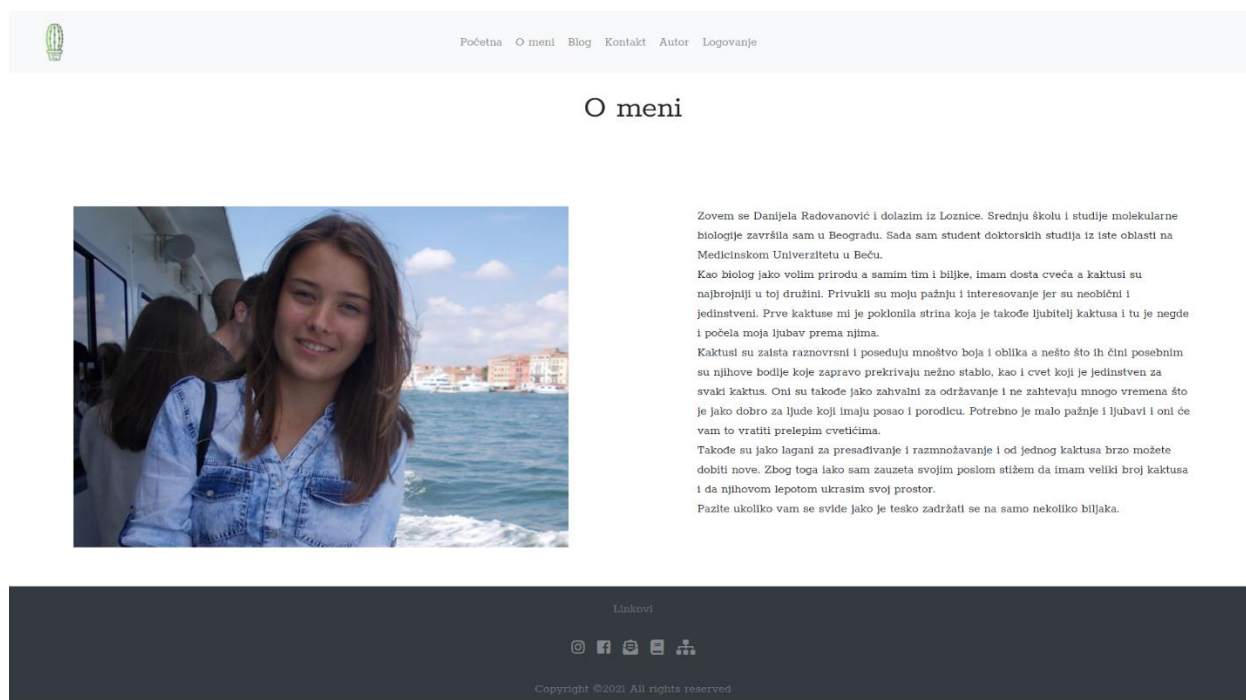 Početna O meni Blog Kontakt Autor Logovanje
O meni
Zovem se Danijela Radovanović i dolazim iz Loznice. Srednju školu i studije molekularne
biologije završila sam u Beogradu. Sada sam student doktorskih studija iz iste oblasti na
Medicinskom Univerzitetu u Beču.
Kao biolog jako volim prirodu a samim tim i biljke, imam dosta cveća a kaktusi su
najbrojniji u toj družini. Privukli su moju pažnju i interesovanje jer su neobični i
jedinstveni. Prve kaktuse mi je poklonila strina koja je takođe ljubitelj kaktusa i tu je negde
i počela moja ljubav prema njima.
Kaktusi su zaista raznovrsni i poseduju mnoštvo boja i oblika a nešto što ih čini posebnim
su njihove bodlje koje zapravo prekrivaju nežno stablo, kao i cvet koji je jedinstven za
svaki kaktus. Oni su takođe jako zahvalni za održavanje i ne zahtevaju mnogo vremena što
je jako dobro za ljude koji imaju posao i porodicu. Potrebno je malo pažnje i ljubavi i oni će
vam to vratiti prelepim cvetićima.
Takođe su jako lagani za presađivanje i razmnožavanje i od jednog kaktusa brzo možete
dobiti nove. Zbog toga iako sam zauzeta svojim poslom stižem da imam veliki broj kaktusa
i da njihovom lepotom ukrasim svoj prostor.
Pazite ukoliko vam se svide jako je tesko zadržati se na samo nekoliko biljaka.
Linkovi
Copyright ©2021 All rights reserved